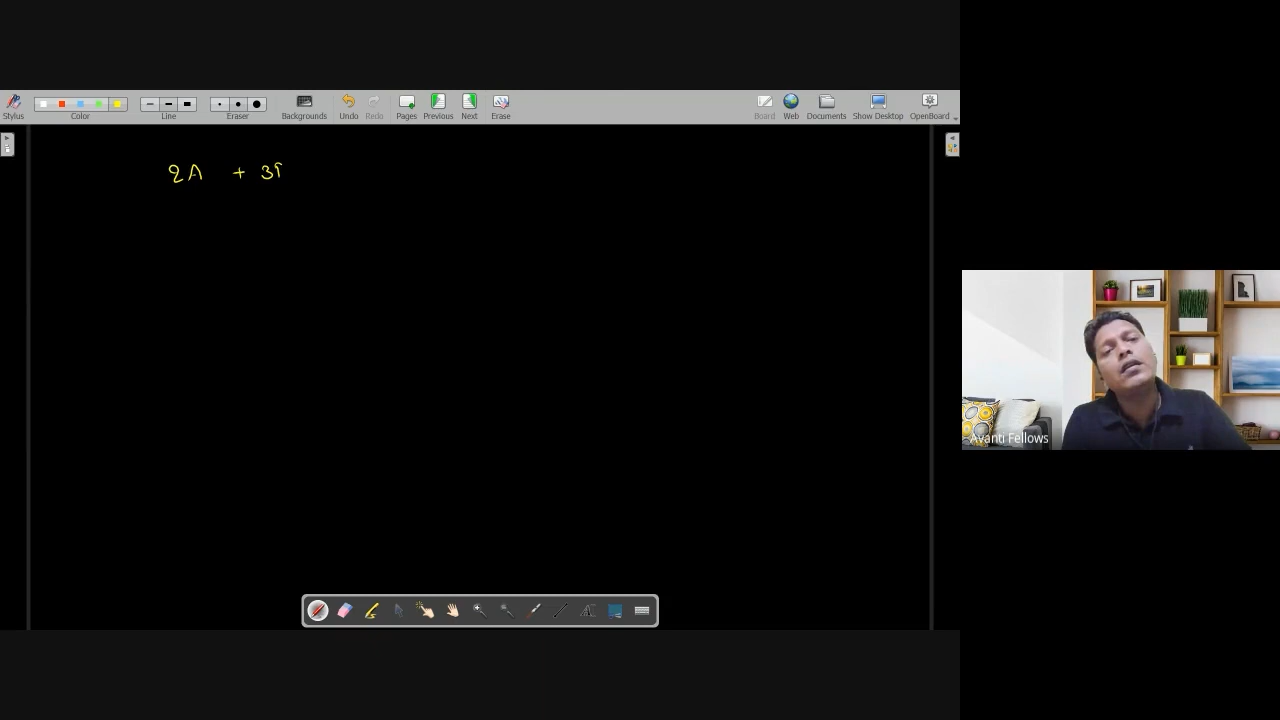 Stylus
Color
Line
Eraser
Backgrounds
Undo
Redo
Pages
Previous
Next
Erase
Board
Web
Documents
Show Desktop
OpenBoard
2A + 3
Avanti Fellows